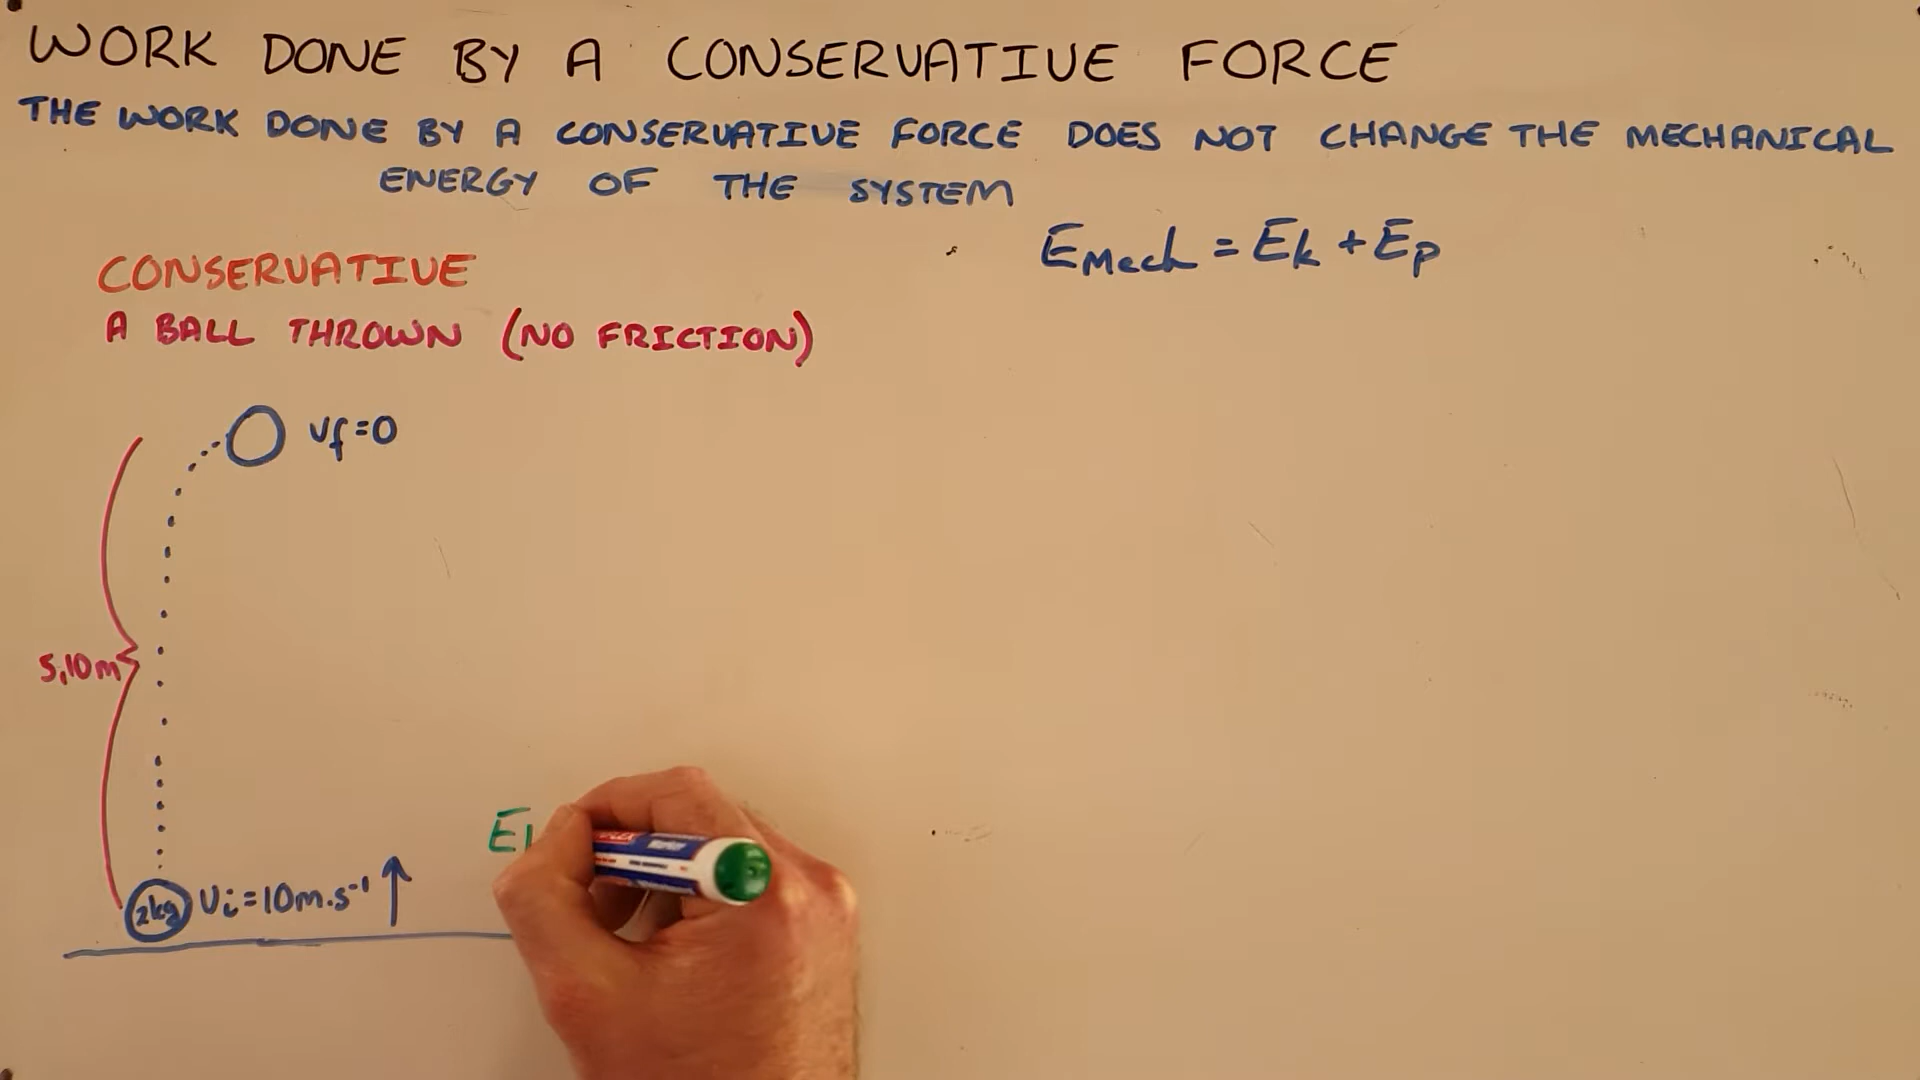 WORK DONE BY A CONSERVATIVE FORCE
THE WORK DONE BY A CONSERVATIVE FORCE DOES NOT CHANGE THE MECHANICAL
ENERGY OF THE SYSTEM
EMech = Ek + Ep
CONSERVATIVE
A BALL THROWN (NO FRICTION)
vf=0
5,10m
2kg vi=10m.s⁻¹